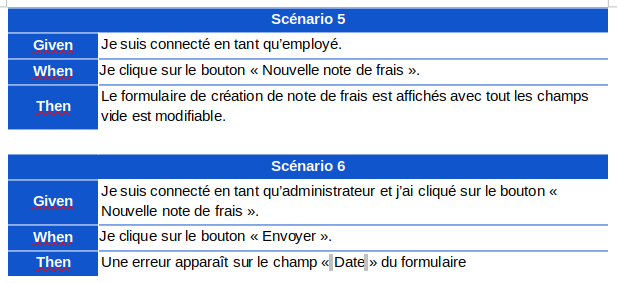 Scénario 5
Given
Je suis connecté en tant qu’employé.
When
Je clique sur le bouton « Nouvelle note de frais ».
Then
Le formulaire de création de note de frais est affichés avec tout les champs
vide est modifiable.
Scénario 6
Given
Je suis connecté en tant qu’administrateur et j’ai cliqué sur le bouton «
Nouvelle note de frais ».
When
Je clique sur le bouton « Envoyer ».
Then
Une erreur apparaît sur le champ « Date » du formulaire